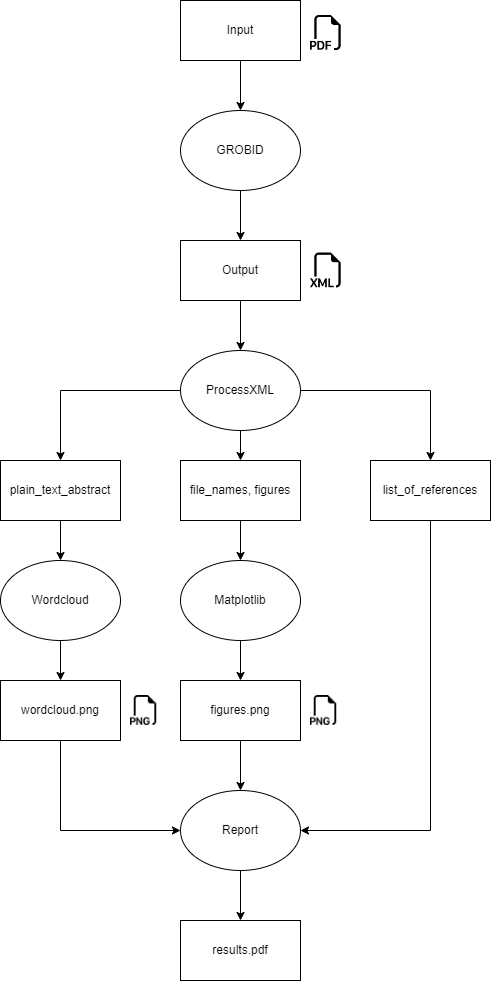 Input
PDF
GROBID
Output
XML
ProcessXML
plain_text_abstract
file_names, figures
list_of_references
Wordcloud
Matplotlib
wordcloud.png
PNG
figures.png
PNG
Report
results.pdf